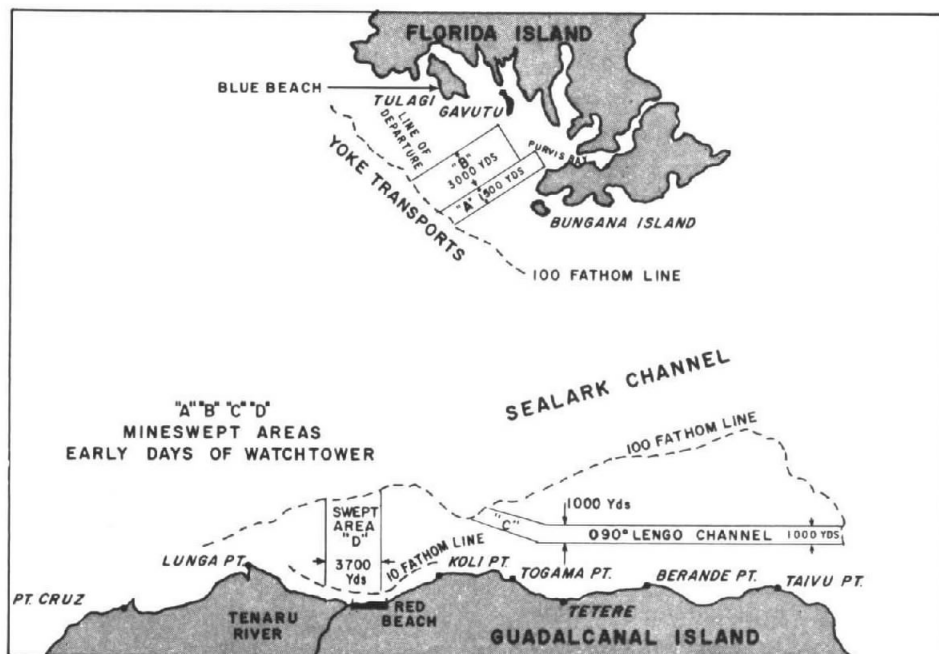 FLORIDA ISLAND
BLUE BEACH
TULAGI
GAVUTU
LINE OF
DEPARTURE
"B"
3000 YDS
PURVIS BAY
"A" 1500 YDS
YOKE TRANSPORTS
BUNGANA ISLAND
100 FATHOM LINE
SEALARK CHANNEL
"A" "B" "C" "D"
MINESWEPT AREAS
EARLY DAYS OF WATCHTOWER
100 FATHOM LINE
1000 Yds
SWEPT
AREA
"D"
"C"
090° LENGO CHANNEL
1000 YDS
3700
Yds
10 FATHOM LINE
LUNGA PT.
KOLI PT.
TOGAMA PT.
BERANDE PT.
TAIVU PT.
PT. CRUZ
TENARU
RIVER
RED
BEACH
TETERE
GUADALCANAL ISLAND